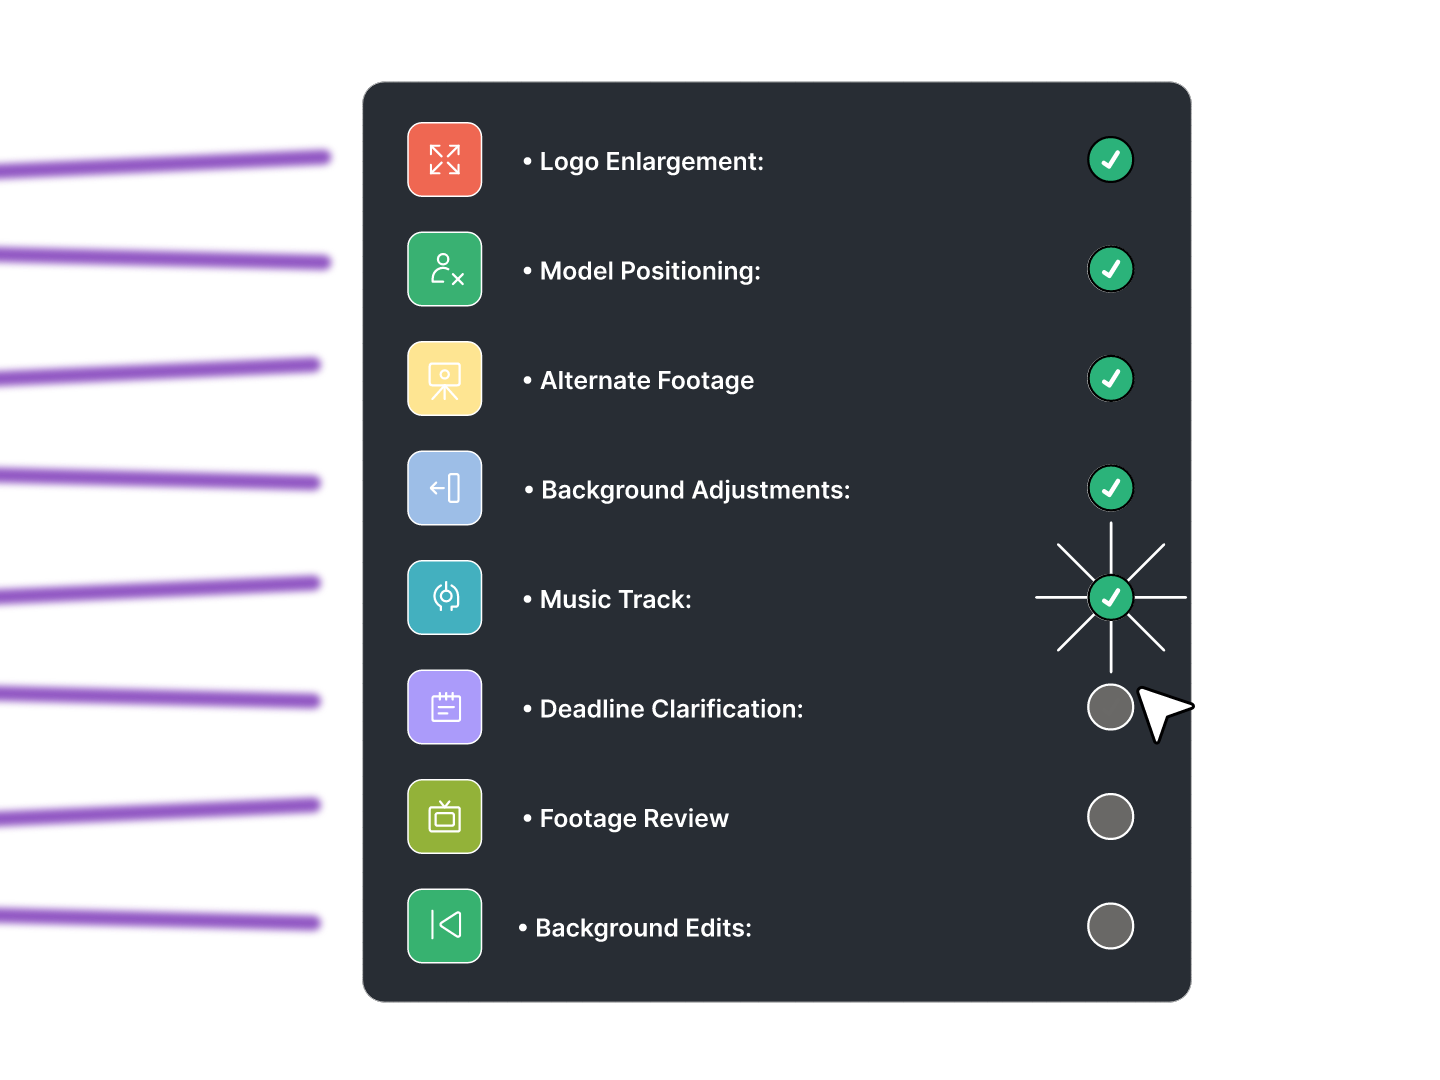 • Logo Enlargement:
• Model Positioning:
• Alternate Footage
• Background Adjustments:
• Music Track:
• Deadline Clarification:
• Footage Review
• Background Edits: